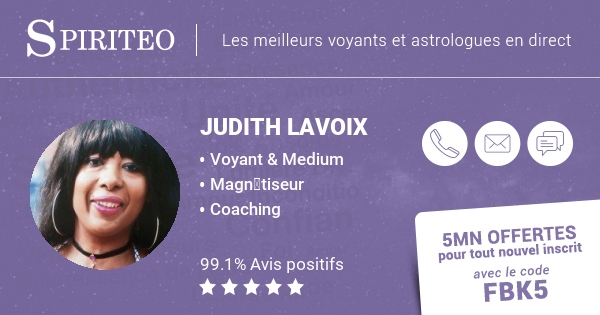 SPIRITEO
Les meilleurs voyants et astrologues en direct
JUDITH LAVOIX
• Voyant & Medium
• Magn▯tiseur
• Coaching
99.1% Avis positifs
5MN OFFERTES
pour tout nouvel inscrit
avec le code
FBK5